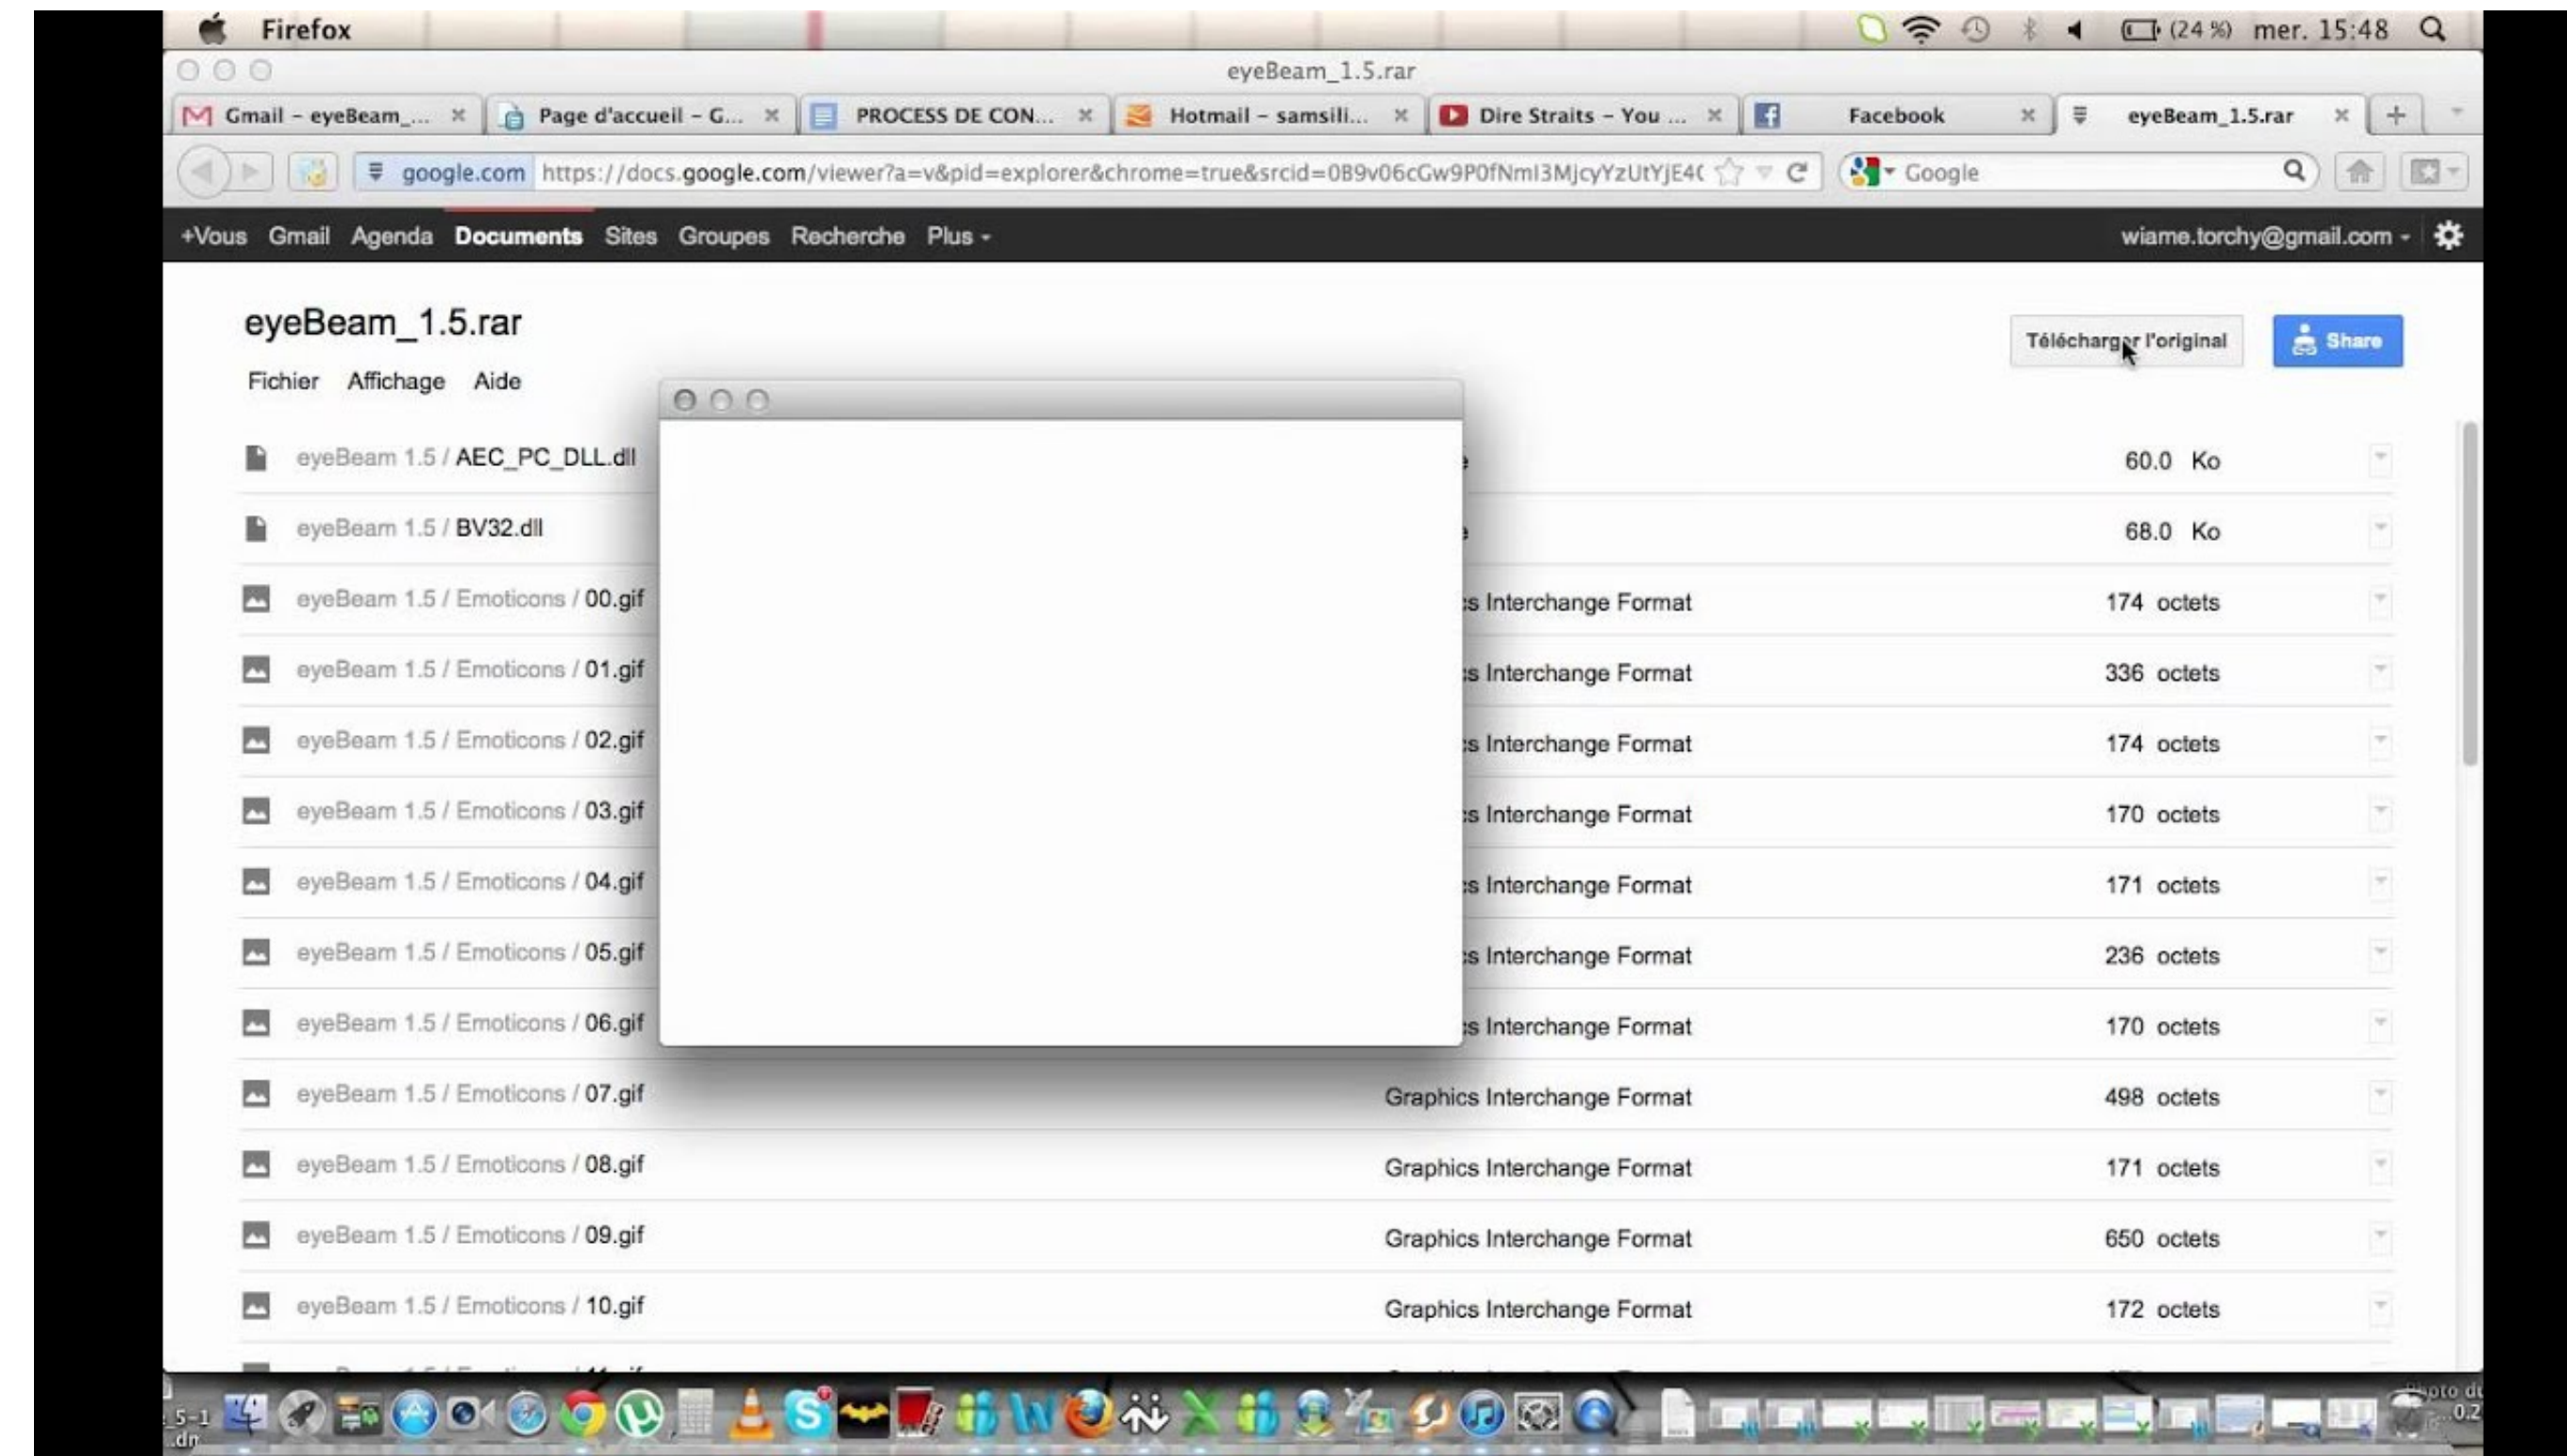 Firefox (24 %) mer. 15:48
eyeBeam_1.5.rar
Gmail – eyeBeam_... Page d'accueil – G... PROCESS DE CON... Hotmail – samsili... Dire Straits – You ... Facebook eyeBeam_1.5.rar
google.com https://docs.google.com/viewer?a=v&pid=explorer&chrome=true&srcid= Google
+Vous Gmail Agenda Documents Sites Groupes Recherche Plus wiame.torchy@gmail.com
eyeBeam_1.5.rar Télécharger l'original Share
Fichier Affichage Aide
eyeBeam 1.5 / AEC_PC_DLL.dll 60.0 Ko
eyeBeam 1.5 / BV32.dll 68.0 Ko
eyeBeam 1.5 / Emoticons / 00.gif Interchange Format 174 octets
eyeBeam 1.5 / Emoticons / 01.gif Interchange Format 336 octets
eyeBeam 1.5 / Emoticons / 02.gif Interchange Format 174 octets
eyeBeam 1.5 / Emoticons / 03.gif Interchange Format 170 octets
eyeBeam 1.5 / Emoticons / 04.gif Interchange Format 171 octets
eyeBeam 1.5 / Emoticons / 05.gif Interchange Format 236 octets
eyeBeam 1.5 / Emoticons / 06.gif Interchange Format 170 octets
eyeBeam 1.5 / Emoticons / 07.gif Graphics Interchange Format 498 octets
eyeBeam 1.5 / Emoticons / 08.gif Graphics Interchange Format 171 octets
eyeBeam 1.5 / Emoticons / 09.gif Graphics Interchange Format 650 octets
eyeBeam 1.5 / Emoticons / 10.gif Graphics Interchange Format 172 octets